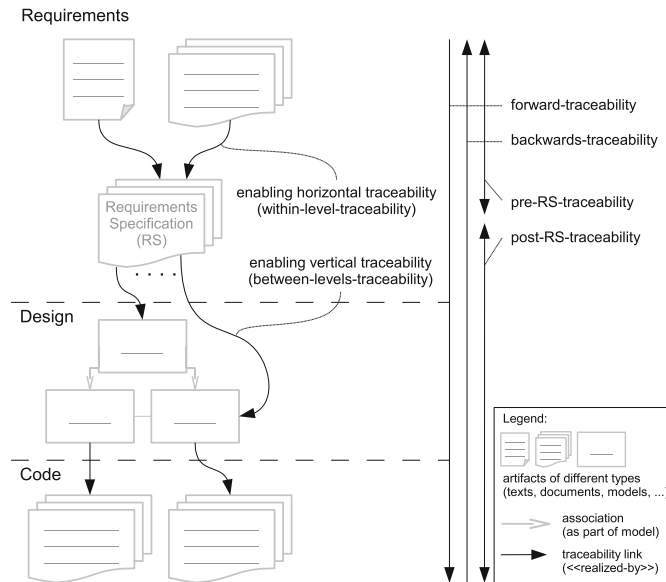 Requirements
forward-traceability
backwards-traceability
enabling horizontal traceability
(within-level-traceability)
pre-RS-traceability
Requirements
Specification
(RS)
post-RS-traceability
enabling vertical traceability
(between-levels-traceability)
Design
Legend:
artifacts of different types
(texts, documents, models, ...)
Code
association
(as part of model)
traceability link
(<<realized-by>>)